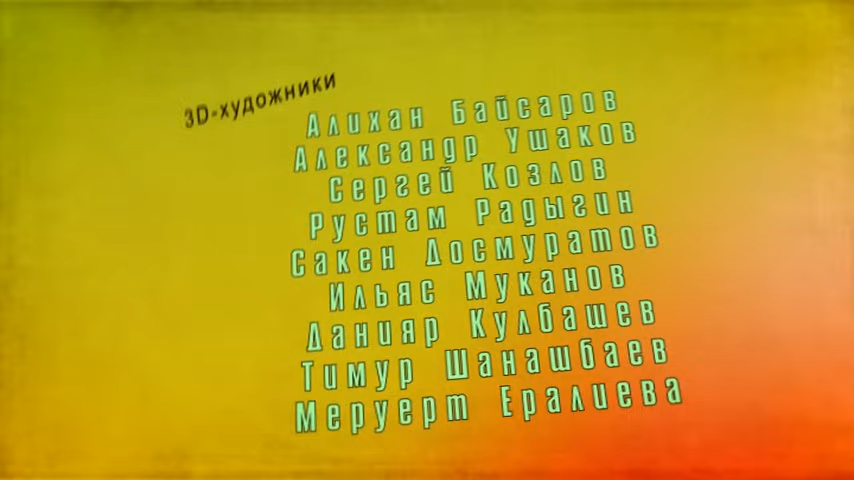 3D-художники
Алихан Байсаров
Александр Ушаков
Сергей Козлов
Рустам Радыгин
Сакен Досмуратов
Ильяс Муканов
Данияр Кулбашев
Тимур Шанашбаев
Меруерт Ералиева